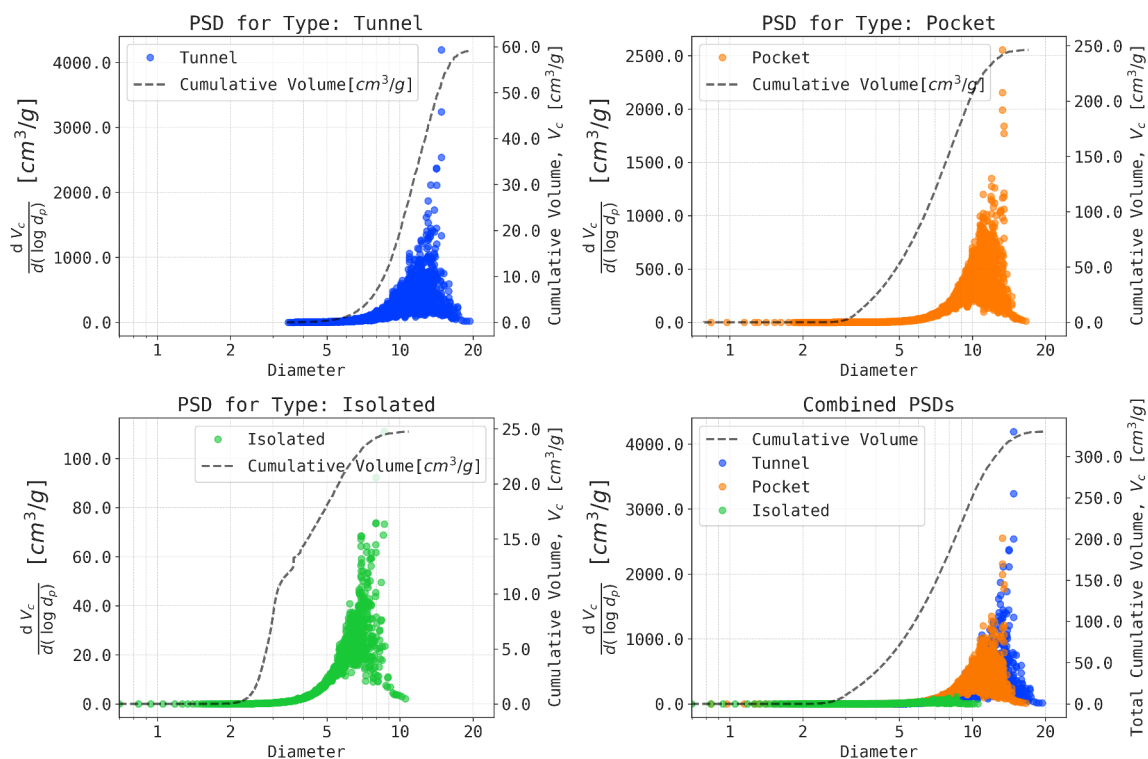 PSD for Type: Tunnel
Tunnel
Cumulative Volume[cm³/g]
4000.0
3000.0
2000.0
1000.0
0.0
60.0
50.0
40.0
30.0
20.0
10.0
0.0
d V_c / d(log d_p) [cm³/g]
Cumulative Volume, V_c [cm³/g]
1 2 5 10 20
Diameter
PSD for Type: Pocket
Pocket
Cumulative Volume[cm³/g]
2500.0
2000.0
1500.0
1000.0
500.0
0.0
250.0
200.0
150.0
100.0
50.0
0.0
d V_c / d(log d_p) [cm³/g]
Cumulative Volume, V_c [cm³/g]
1 2 5 10 20
Diameter
PSD for Type: Isolated
Isolated
Cumulative Volume[cm³/g]
100.0
80.0
60.0
40.0
20.0
0.0
25.0
20.0
15.0
10.0
5.0
0.0
d V_c / d(log d_p) [cm³/g]
Cumulative Volume, V_c [cm³/g]
1 2 5 10 20
Diameter
Combined PSDs
Cumulative Volume
Tunnel
Pocket
Isolated
4000.0
3000.0
2000.0
1000.0
0.0
300.0
250.0
200.0
150.0
100.0
50.0
0.0
d V_c / d(log d_p) [cm³/g]
Total Cumulative Volume, V_c [cm³/g]
1 2 5 10 20
Diameter